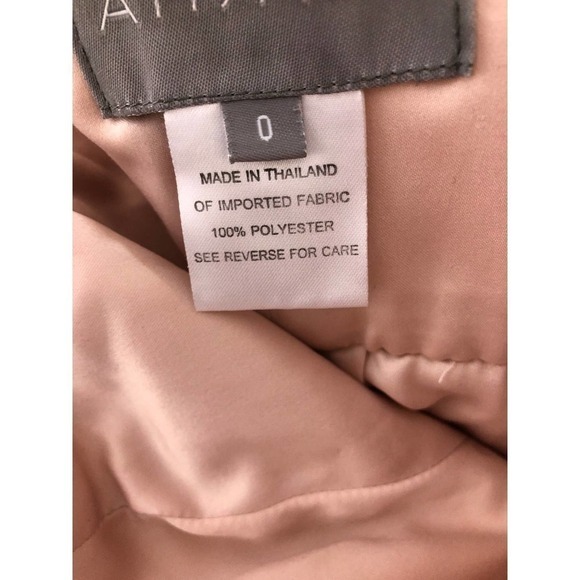 0
MADE IN THAILAND
OF IMPORTED FABRIC
100% POLYESTER
SEE REVERSE FOR CARE